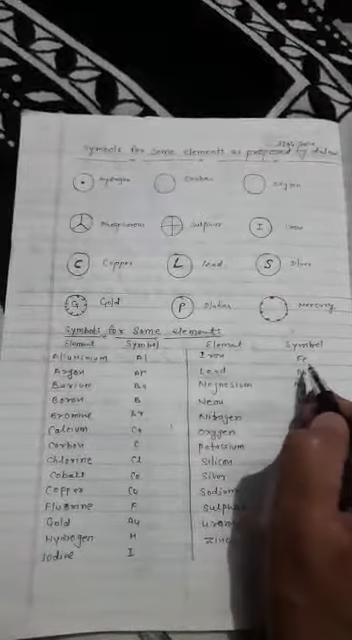 Symbols for some elements as proposed by dalton
Hydrogen Carbon Oxygen
Phosphorous Sulphur I Iron
C Copper L Lead S Silver
G Gold P Platina Mercury
Symbols for Some elements
Element Symbol Element Symbol
Alluminium Al Iron Fe
Argon Ar Lead
Barium Ba Magnesium
Boron B Neon
Bromine Br Nitrogen
Calcium Ca Oxygen
Carbon C Potassium
Chlorine Cl Silicon
Cobalt Co Silver
Copper Cu Sodium
Fluorine F
Gold Au
Hydrogen H
Iodine I